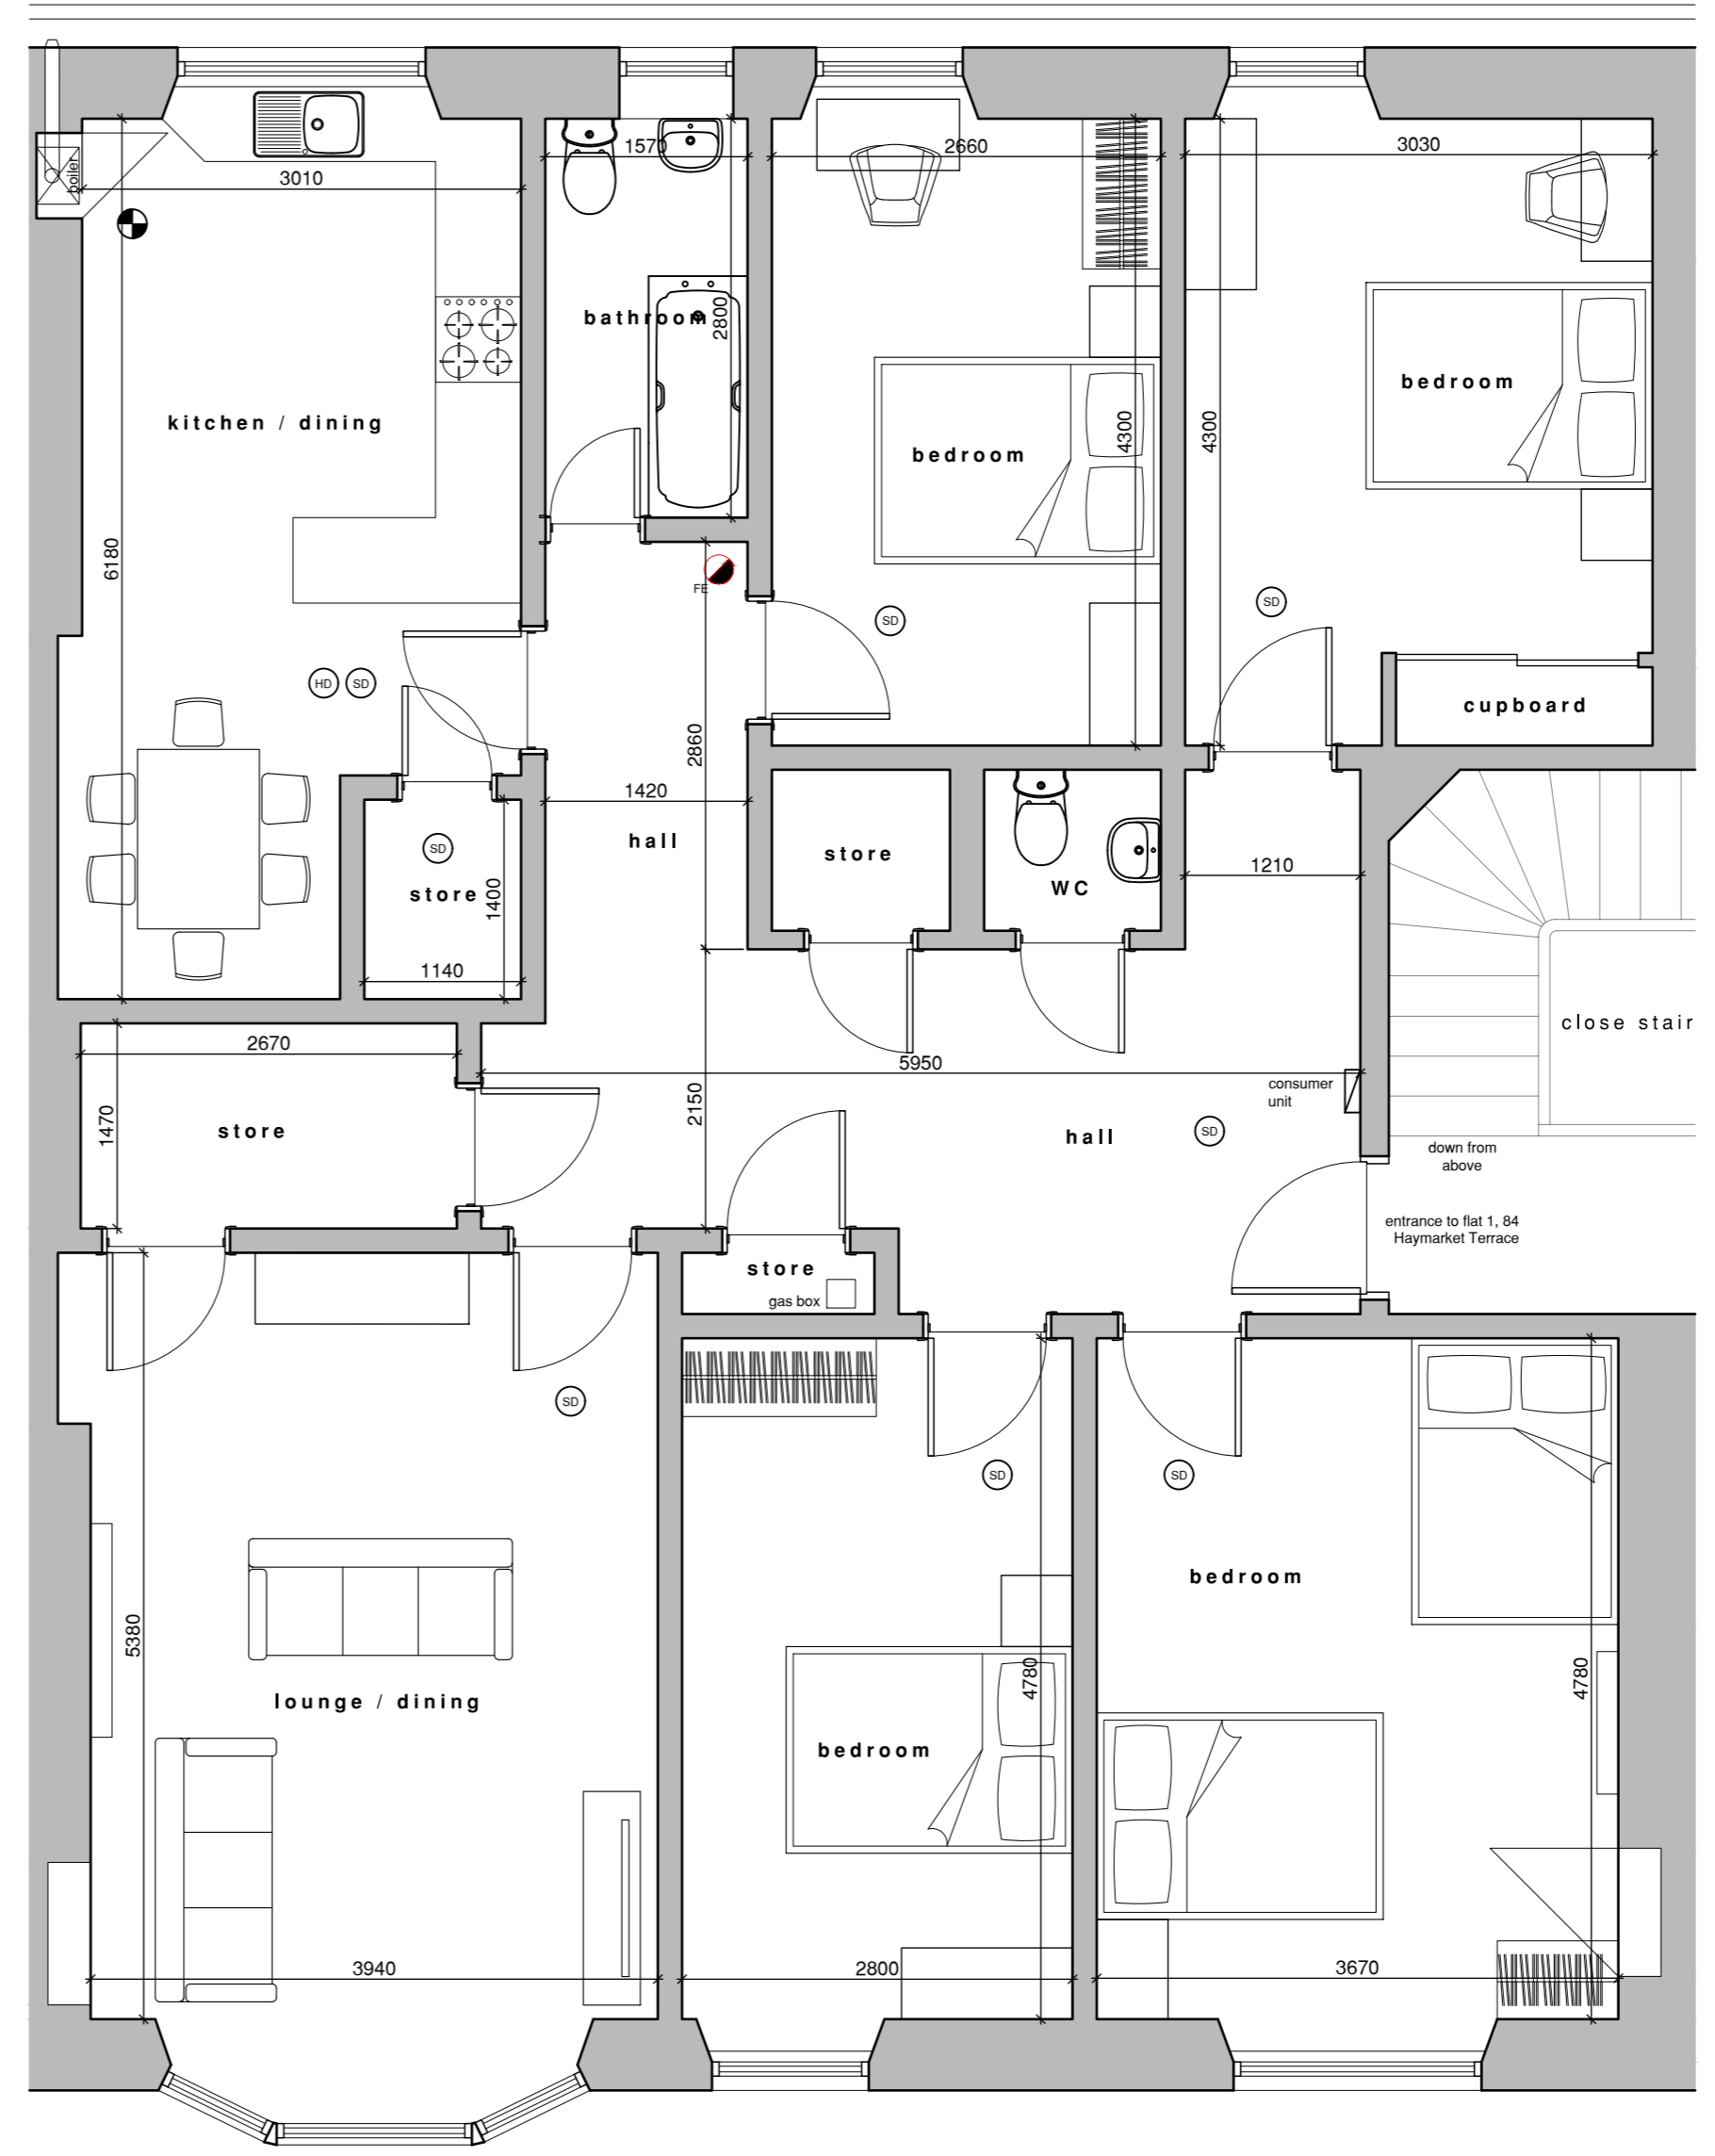 1570
2660
3030
boiler
3010
bathroom
2800
bedroom
kitchen / dining
4300
4300
bedroom
6180
FE
SD
SD
HD
SD
cupboard
2860
1420
hall
SD
store
1400
1140
store
WC
1210
close stair
2670
5950
consumer
unit
1470
store
2150
hall
SD
down from
above
entrance to flat 1, 84
Haymarket Terrace
store
gas box
SD
SD
SD
bedroom
5380
lounge / dining
4780
4780
bedroom
3940
2800
3670